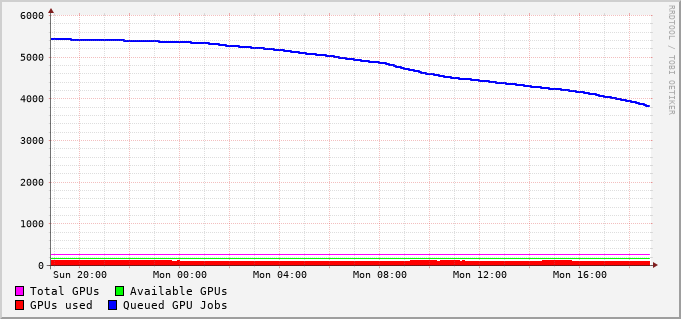 RRDTOOL / TOBI OETIKER
6000
5000
4000
3000
2000
1000
0
Sun 20:00 Mon 00:00 Mon 04:00 Mon 08:00 Mon 12:00 Mon 16:00
Total GPUs Available GPUs
GPUs used Queued GPU Jobs